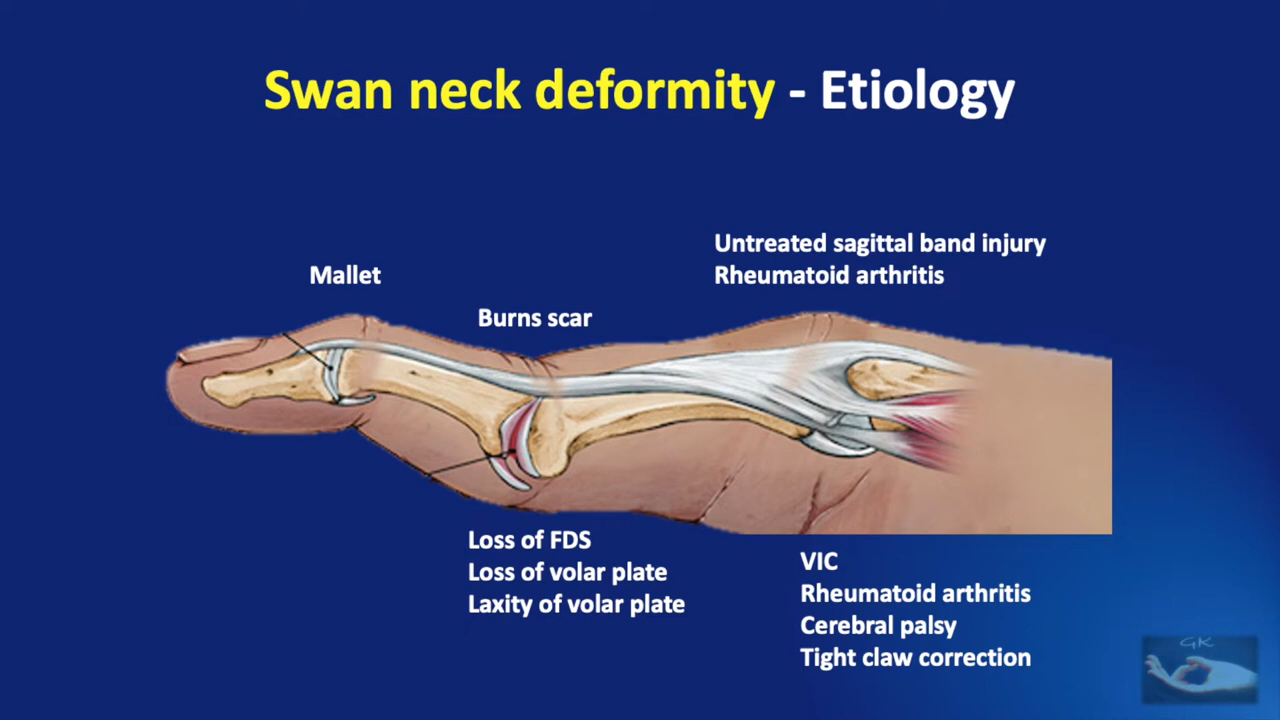 Swan neck deformity - Etiology
Untreated sagittal band injury
Rheumatoid arthritis
Mallet
Burns scar
Loss of FDS
Loss of volar plate
Laxity of volar plate
VIC
Rheumatoid arthritis
Cerebral palsy
Tight claw correction
GK